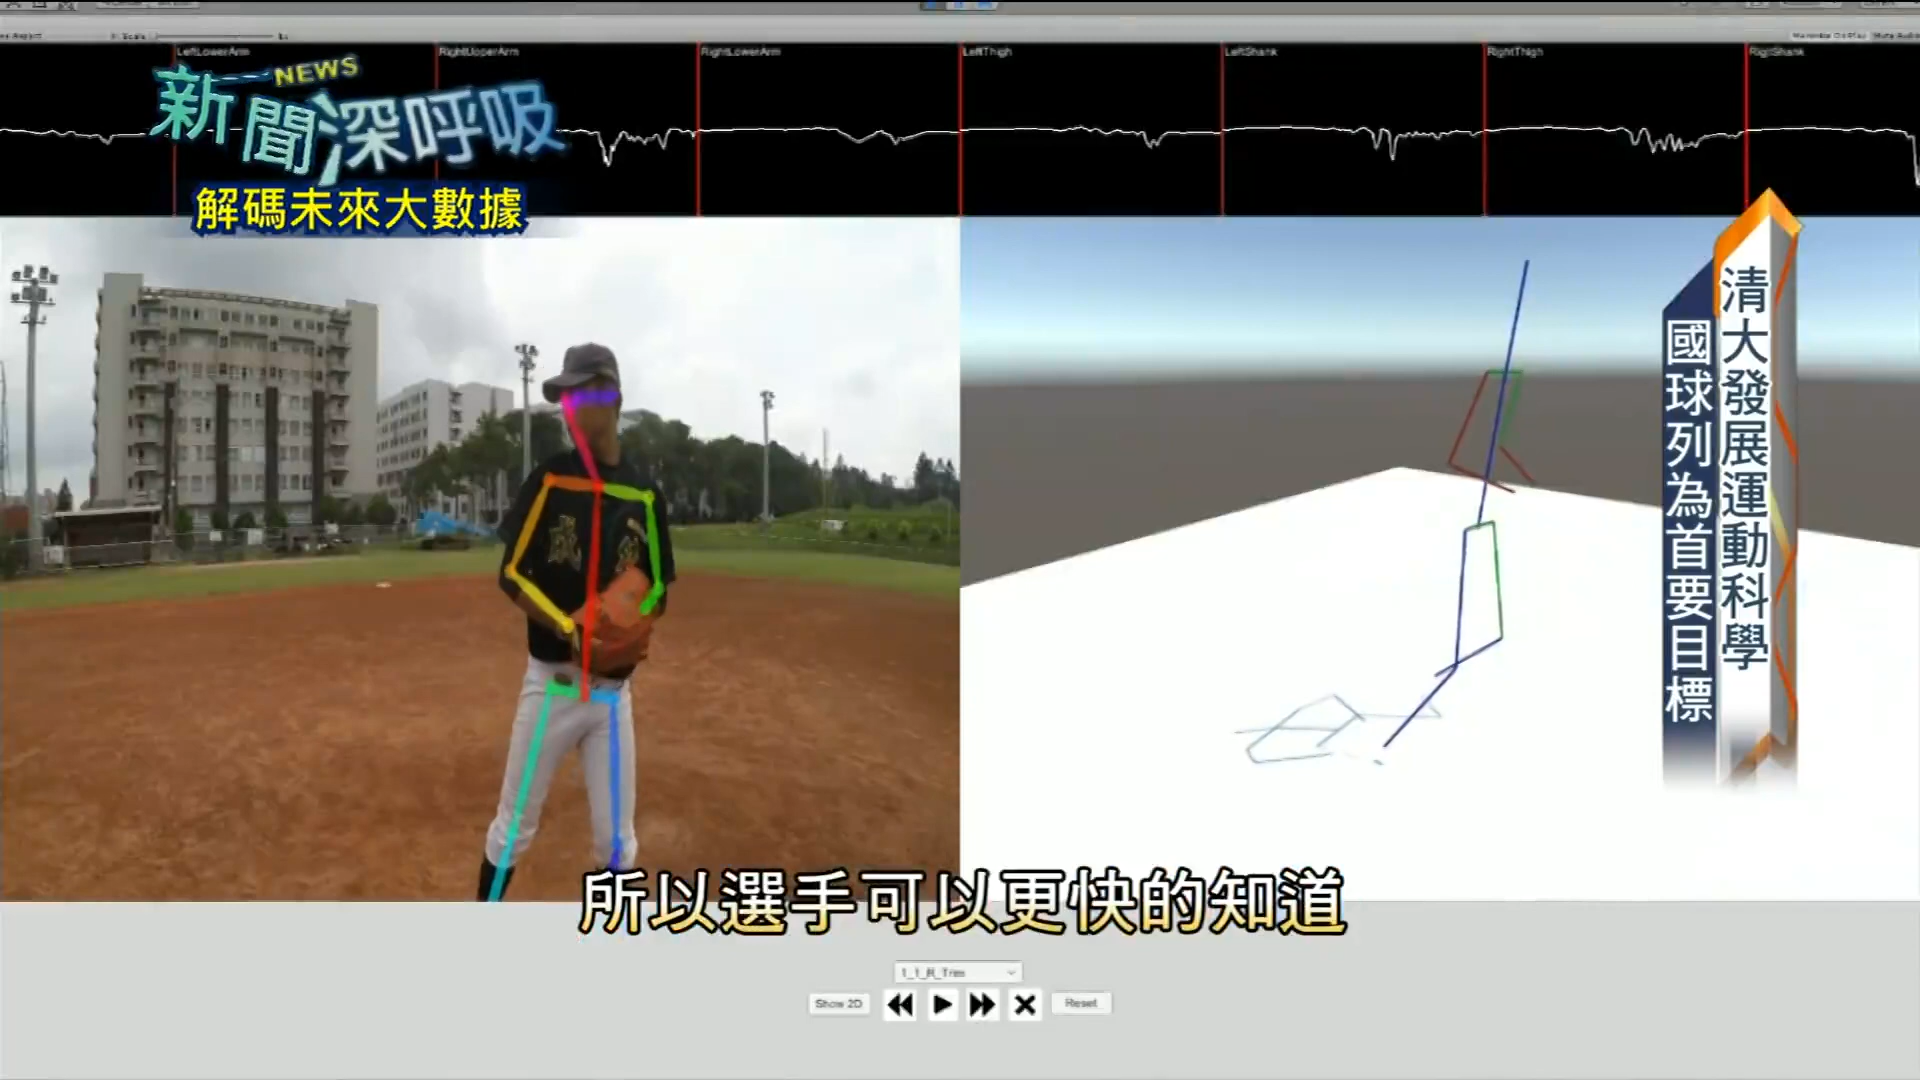 LeftLowerArm
RightUpperArm
RightLowerArm
LeftThigh
LeftShank
RightThigh
RightShank
NEWS
新聞深呼吸
解碼未來大數據
清大發展運動科學
國球列為首要目標
所以選手可以更快的知道
1_1_R_Trim
Show 2D
Reset